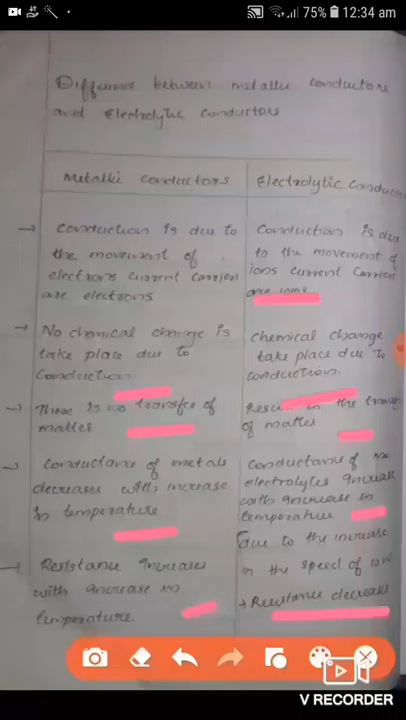 75% 12:34 am
Difference between metallic conductors
and Electrolytic conductors
Metallic conductors
Conduction is due to
the movement of
electrons current carriers
are electrons.
No chemical change is
take place due to
conduction.
There is no transfer of
matter
Conductance of metals
decreases with increase
in temperature
Resistance increases
with increase in
temperature.
Electrolytic
Conduction is due
to the movement of
ions current carriers
are ions
Chemical change
take place due to
conduction.
in the
of matter
Conductance of
electrolytes increase
with increase in
temperature
due to the increase
in the speed of ions
→ Resistance decreases
V RECORDER